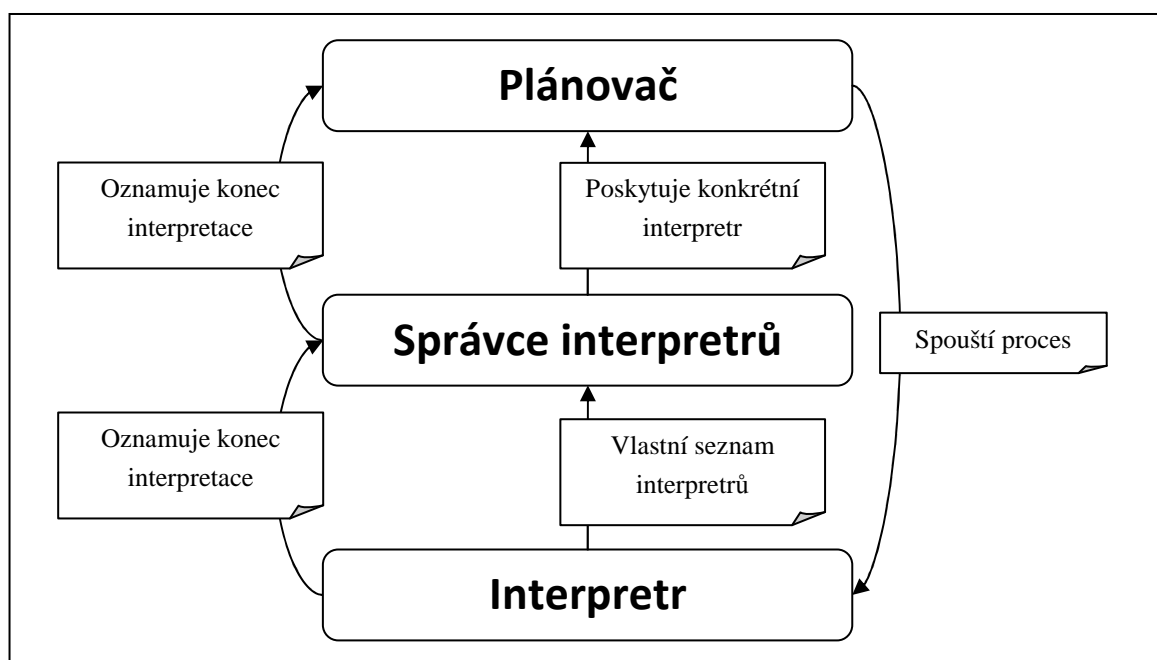 Plánovač
Oznamuje konec
interpretace
Poskytuje konkrétní
interpretr
Správce interpretrů
Spouští proces
Oznamuje konec
interpretace
Vlastní seznam
interpretrů
Interpretr